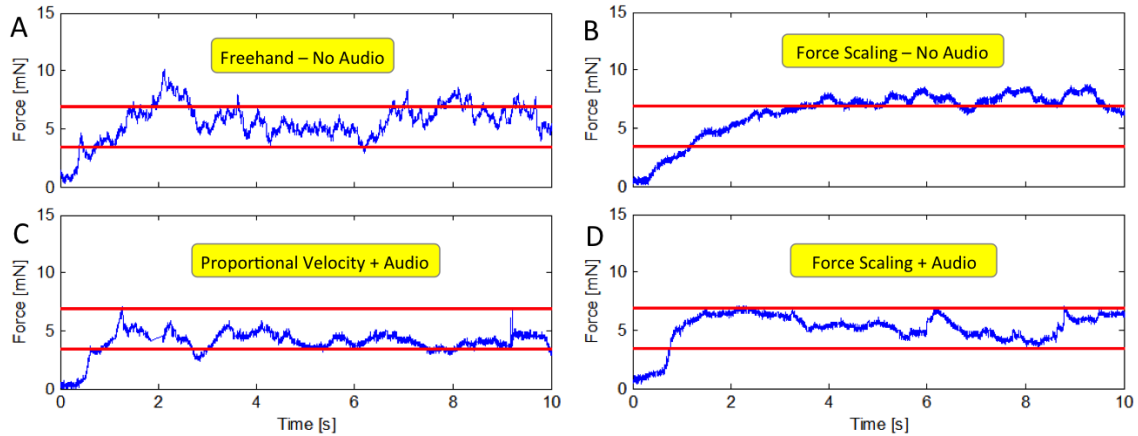 A
Freehand – No Audio
Force [mN]
15
10
5
0
0
2
4
6
8
10
B
Force Scaling – No Audio
Force [mN]
15
10
5
0
0
2
4
6
8
10
C
Proportional Velocity + Audio
Force [mN]
15
10
5
0
0
2
4
6
8
10
Time [s]
D
Force Scaling + Audio
Force [mN]
15
10
5
0
0
2
4
6
8
10
Time [s]